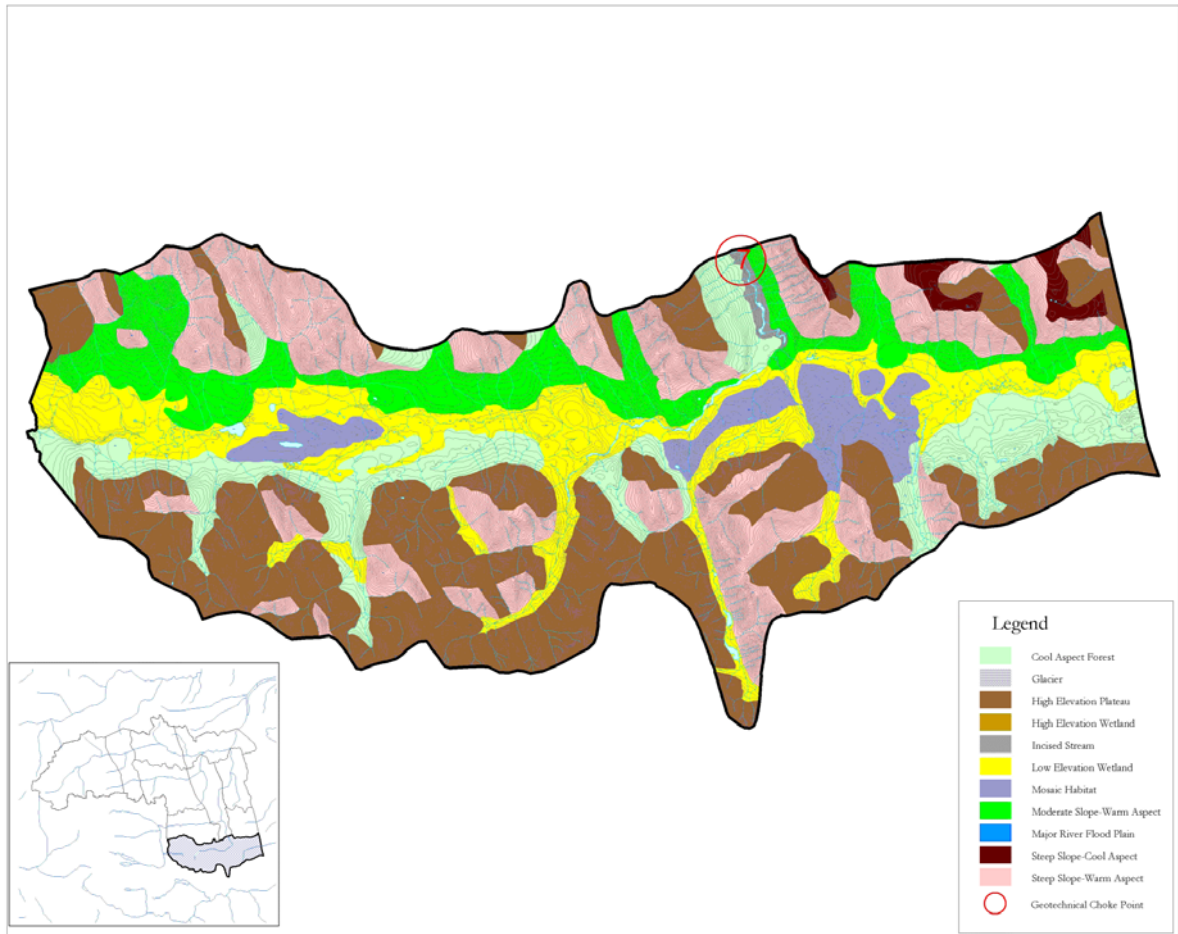 7
Legend
Cool Aspect Forest
Glacier
High Elevation Plateau
High Elevation Wetland
Incised Stream
Low Elevation Wetland
Mosaic Habitat
Moderate Slope-Warm Aspect
Major River Flood Plain
Steep Slope-Cool Aspect
Steep Slope-Warm Aspect
Geotechnical Choke Point